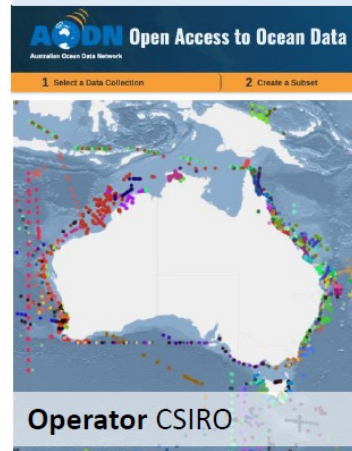 AODN
Australian Ocean Data Network
Open Access to Ocean Data
1 Select a Data Collection
2 Create a Subset
Operator CSIRO